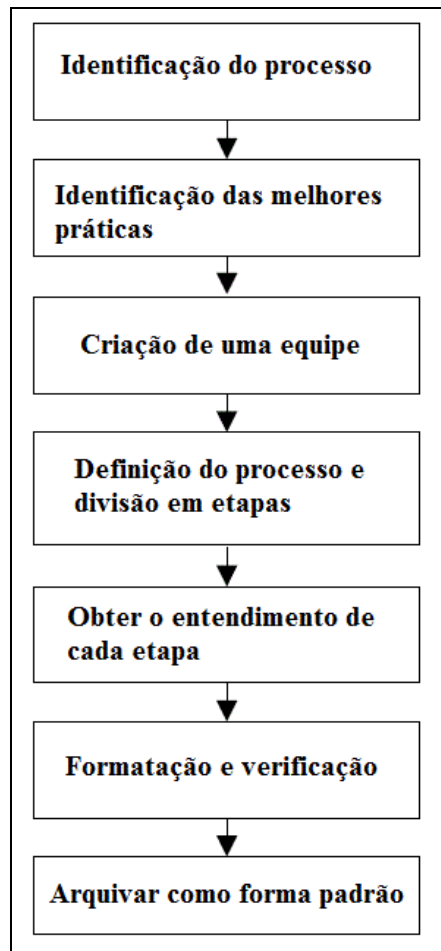 Identificação do processo
Identificação das melhores
práticas
Criação de uma equipe
Definição do processo e
divisão em etapas
Obter o entendimento de
cada etapa
Formatação e verificação
Arquivar como forma padrão